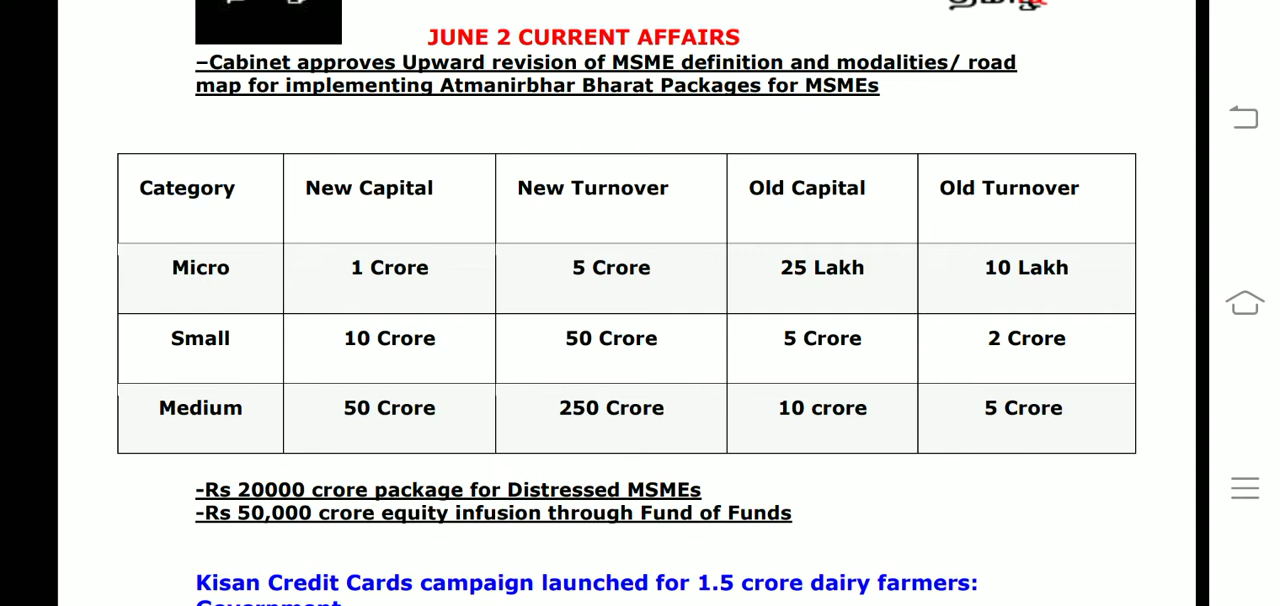 JUNE 2 CURRENT AFFAIRS
–Cabinet approves Upward revision of MSME definition and modalities/ road
map for implementing Atmanirbhar Bharat Packages for MSMEs
Category New Capital New Turnover Old Capital Old Turnover
Micro 1 Crore 5 Crore 25 Lakh 10 Lakh
Small 10 Crore 50 Crore 5 Crore 2 Crore
Medium 50 Crore 250 Crore 10 crore 5 Crore
-Rs 20000 crore package for Distressed MSMEs
-Rs 50,000 crore equity infusion through Fund of Funds
Kisan Credit Cards campaign launched for 1.5 crore dairy farmers:
Government